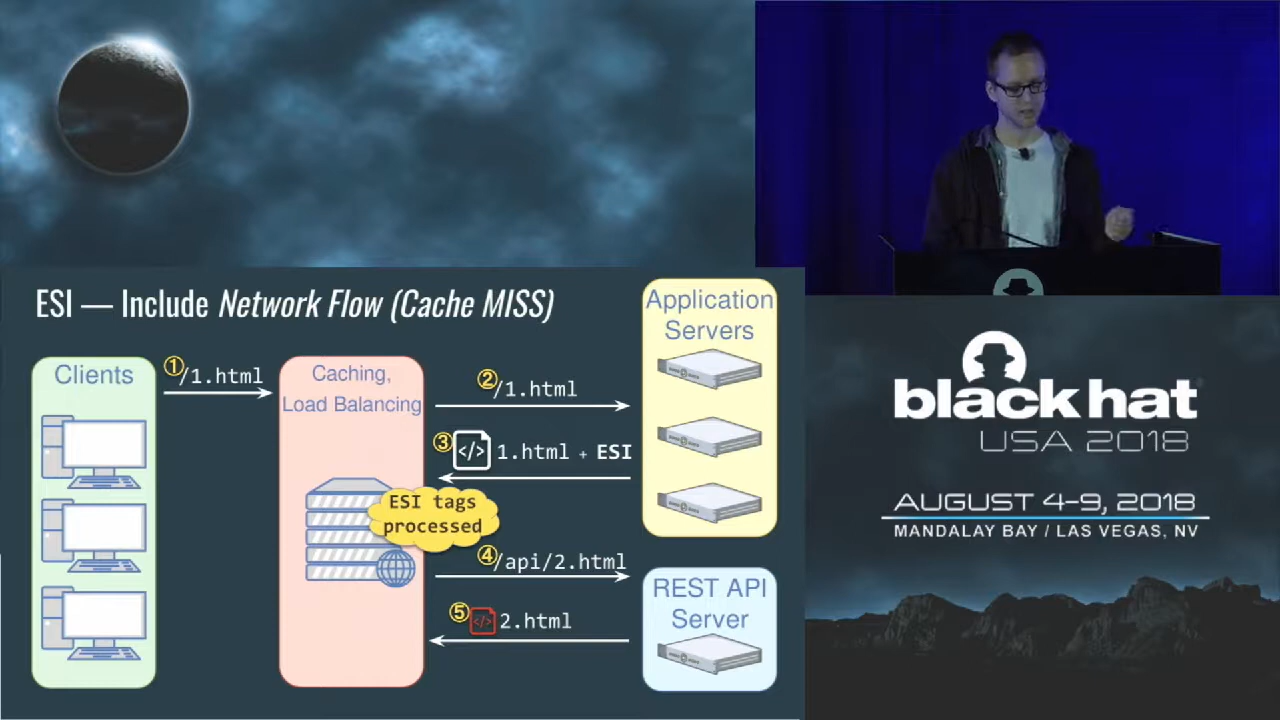 ESI — Include Network Flow (Cache MISS)
Clients
① /1.html
Caching,
Load Balancing
② /1.html
③ </> 1.html + ESI
ESI tags
processed
④ /api/2.html
⑤ </> 2.html
Application
Servers
REST API
Server
black hat
USA 2018
AUGUST 4-9, 2018
MANDALAY BAY / LAS VEGAS, NV